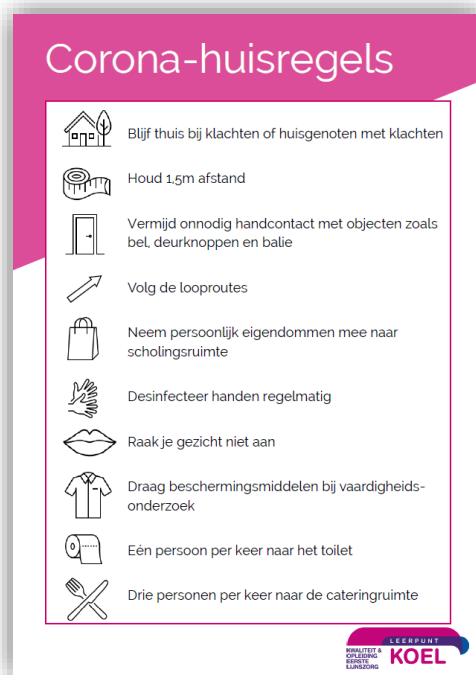 Corona-huisregels
Blijf thuis bij klachten of huisgenoten met klachten
Houd 1,5m afstand
Vermijd onnodig handcontact met objecten zoals
bel, deurknoppen en balie
Volg de looproutes
Neem persoonlijk eigendommen mee naar
scholingsruimte
Desinfecteer handen regelmatig
Raak je gezicht niet aan
Draag beschermingsmiddelen bij vaardigheids-
onderzoek
Eén persoon per keer naar het toilet
Drie personen per keer naar de cateringruimte
KWALITEIT &
OPLEIDING
EERSTE
LIJNSZORG
LEERPUNT
KOEL